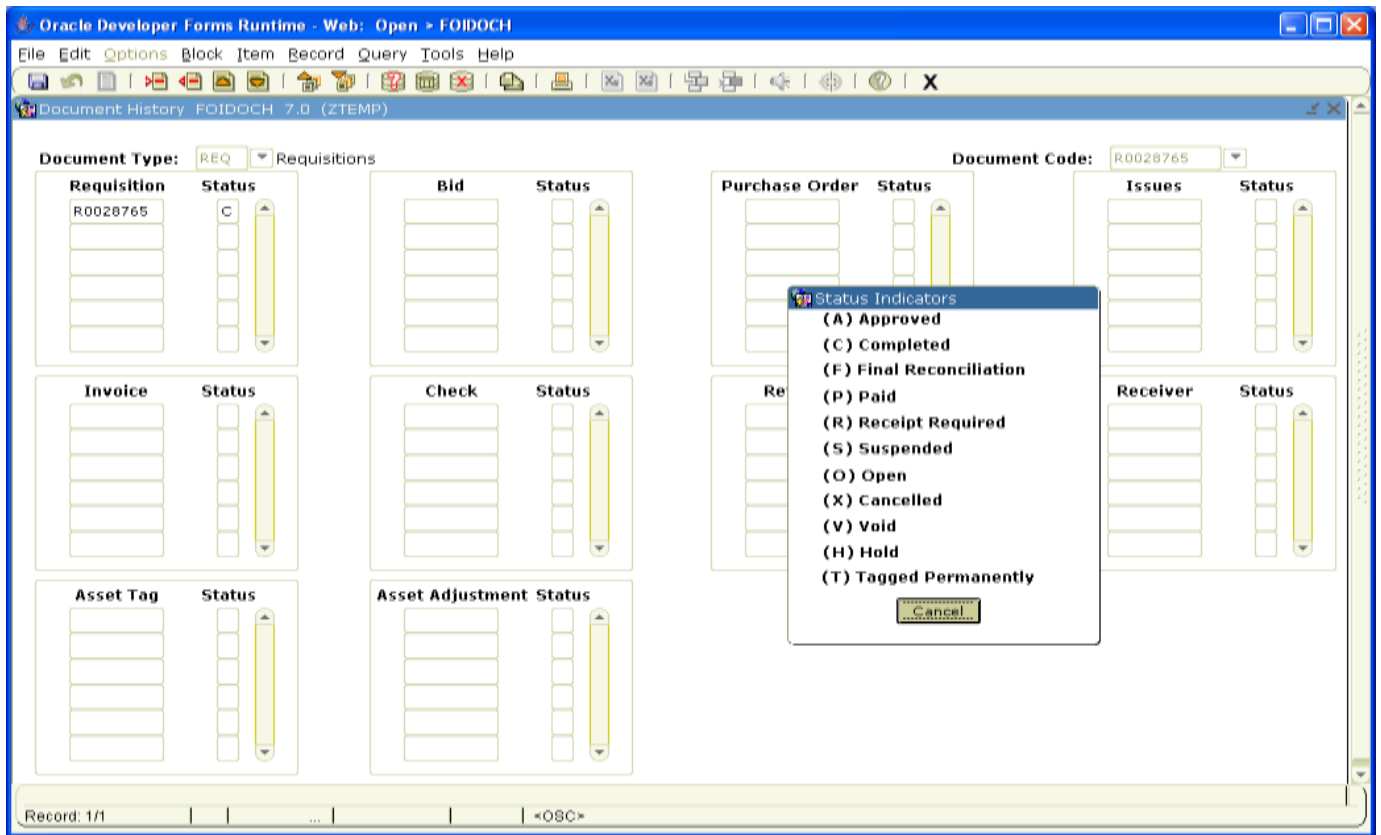 Oracle Developer Forms Runtime - Web: Open > FOIDOCH
File Edit Options Block Item Record Query Tools Help
Document History FOIDOCH 7.0 (ZTEMP)
Document Type: REQ Requisitions Document Code: R0028765
Requisition Status Bid Status Purchase Order Status Issues Status
R0028765 C
Status Indicators
(A) Approved
(C) Completed
(F) Final Reconciliation
(P) Paid
(R) Receipt Required
(S) Suspended
(O) Open
(X) Cancelled
(V) Void
(H) Hold
(T) Tagged Permanently
Cancel
Invoice Status Check Status Re Receiver Status
Asset Tag Status Asset Adjustment Status
Record: 1/1 ... <OSC>